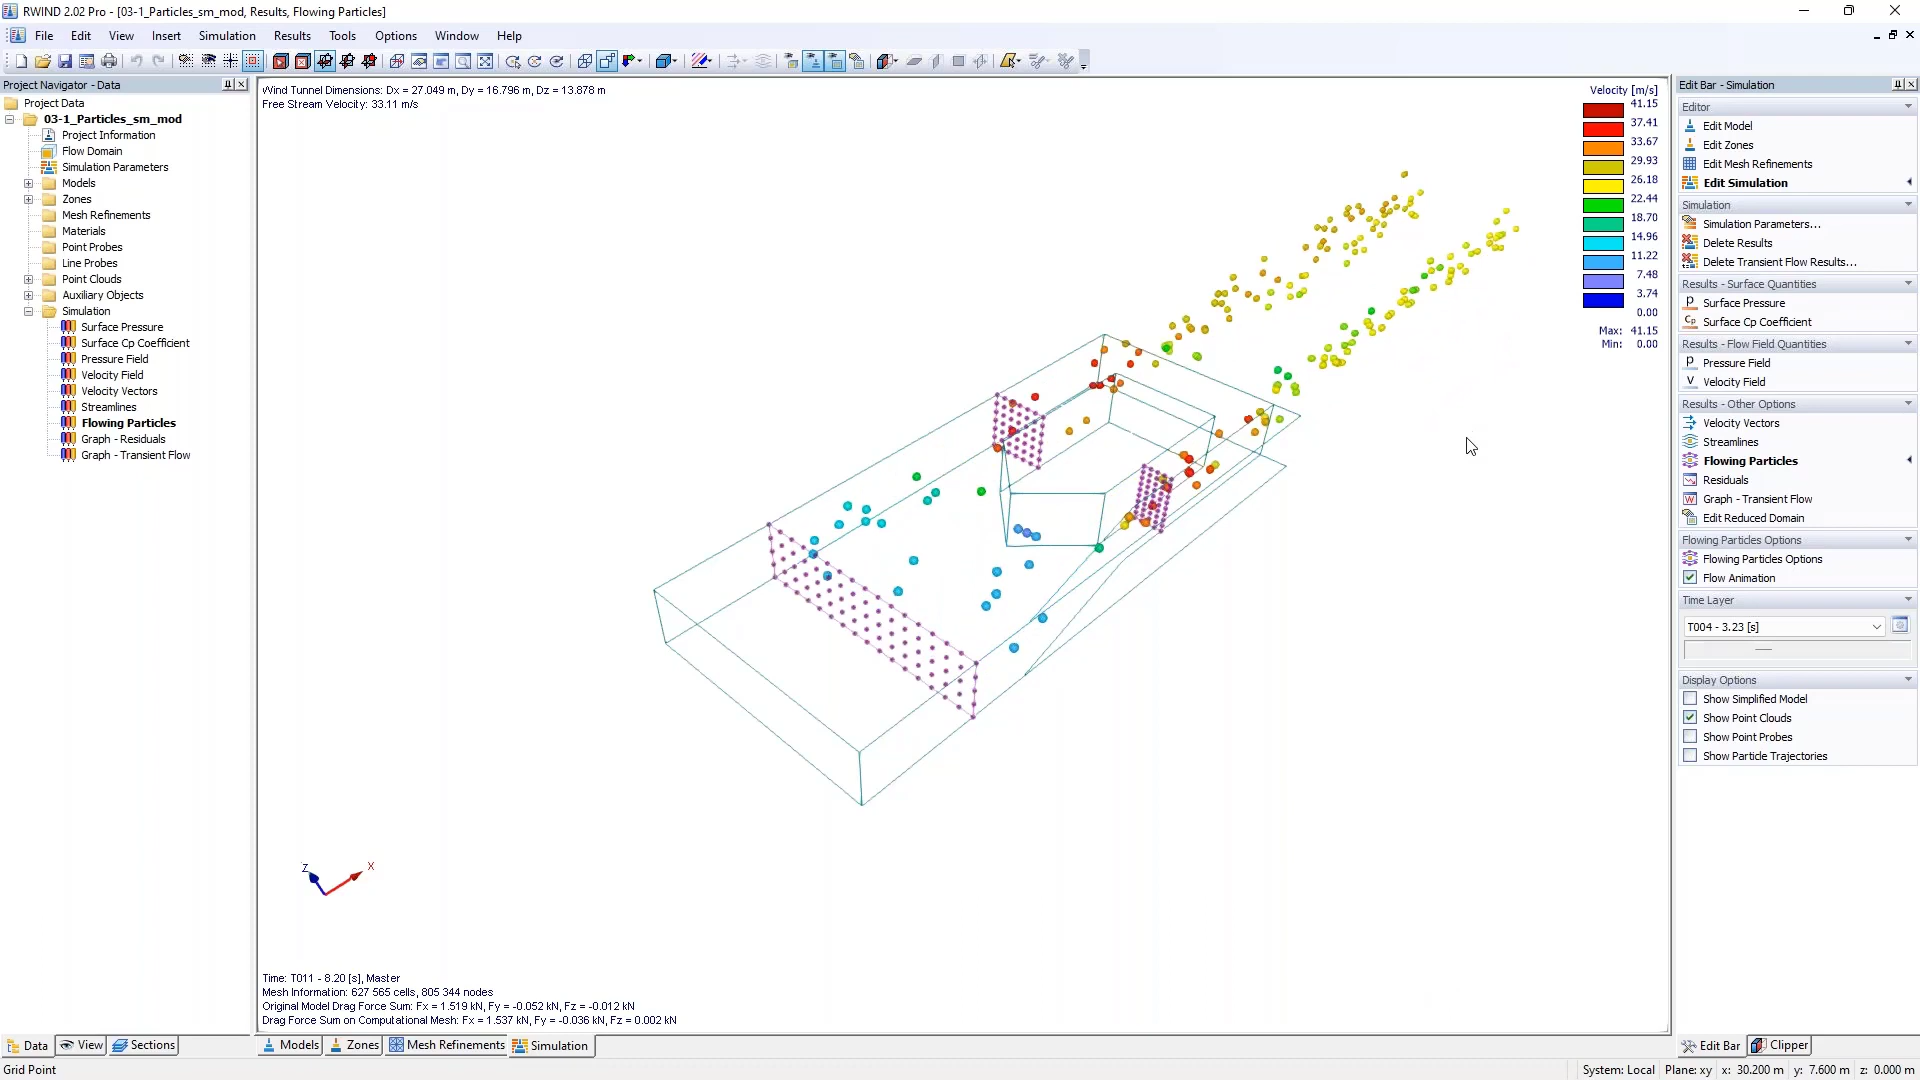 RWIND 2.02 Pro - [03-1_Particles_sm_mod, Results, Flowing Particles]
File Edit View Insert Simulation Results Tools Options Window Help
Project Navigator - Data
Project Data
03-1_Particles_sm_mod
Project Information
Flow Domain
Simulation Parameters
Models
Zones
Mesh Refinements
Materials
Point Probes
Line Probes
Point Clouds
Auxiliary Objects
Simulation
Surface Pressure
Surface Cp Coefficient
Pressure Field
Velocity Field
Velocity Vectors
Streamlines
Flowing Particles
Graph - Residuals
Graph - Transient Flow
Data View Sections
Wind Tunnel Dimensions: Dx = 27.049 m, Dy = 16.796 m, Dz = 13.878 m
Free Stream Velocity: 33.11 m/s
Velocity [m/s]
41.15
37.41
33.67
29.93
26.18
22.44
18.70
14.96
11.22
7.48
3.74
0.00
Max: 41.15
Min: 0.00
Z
X
Time: T011 - 8.20 [s], Master
Mesh Information: 627 565 cells, 805 344 nodes
Original Model Drag Force Sum: Fx = 1.519 kN, Fy = -0.052 kN, Fz = -0.012 kN
Drag Force Sum on Computational Mesh: Fx = 1.537 kN, Fy = -0.036 kN, Fz = 0.002 kN
Models Zones Mesh Refinements Simulation
Edit Bar - Simulation
Editor
Edit Model
Edit Zones
Edit Mesh Refinements
Edit Simulation
Simulation
Simulation Parameters...
Delete Results
Delete Transient Flow Results...
Results - Surface Quantities
p Surface Pressure
Cp Surface Cp Coefficient
Results - Flow Field Quantities
p Pressure Field
V Velocity Field
Results - Other Options
Velocity Vectors
Streamlines
Flowing Particles
Residuals
Graph - Transient Flow
Edit Reduced Domain
Flowing Particles Options
Flowing Particles Options
Flow Animation
Time Layer
T004 - 3.23 [s]
Display Options
Show Simplified Model
Show Point Clouds
Show Point Probes
Show Particle Trajectories
Edit Bar Clipper
Grid Point
System: Local Plane: xy x: 30.200 m y: 7.600 m z: 0.000 m